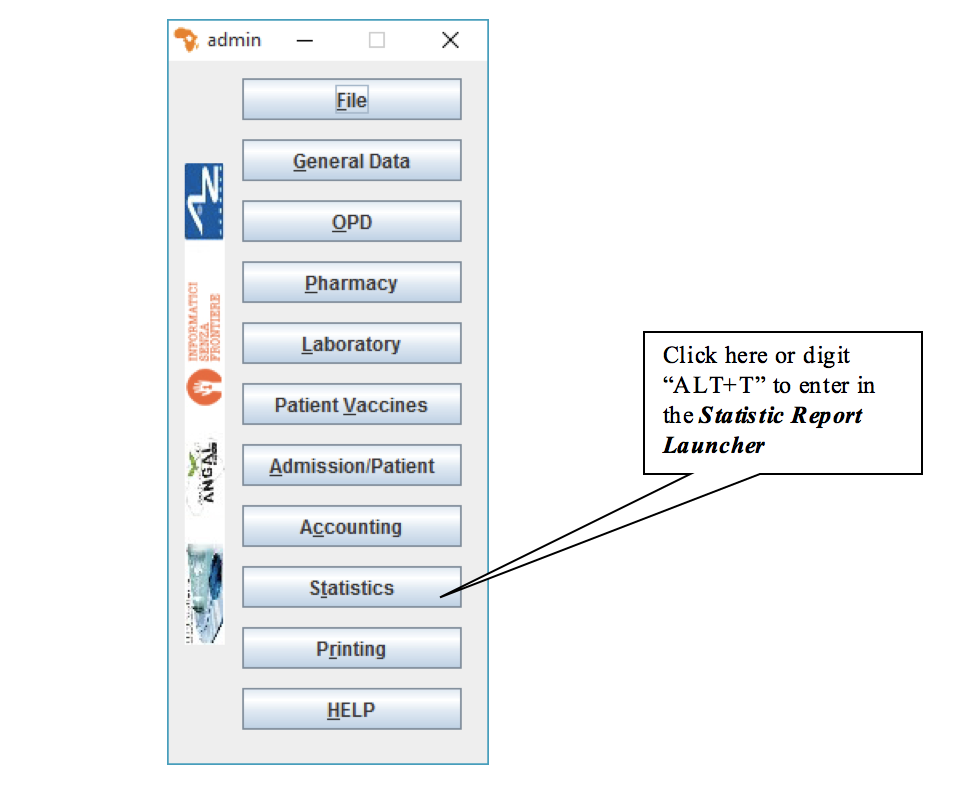 admin
File
General Data
OPD
Pharmacy
Laboratory
Patient Vaccines
Admission/Patient
Accounting
Statistics
Printing
HELP
INFORMATICI
SENZA
FRONTIERE
ANGAL
Click here or digit
“ALT+T” to enter in
the Statistic Report
Launcher